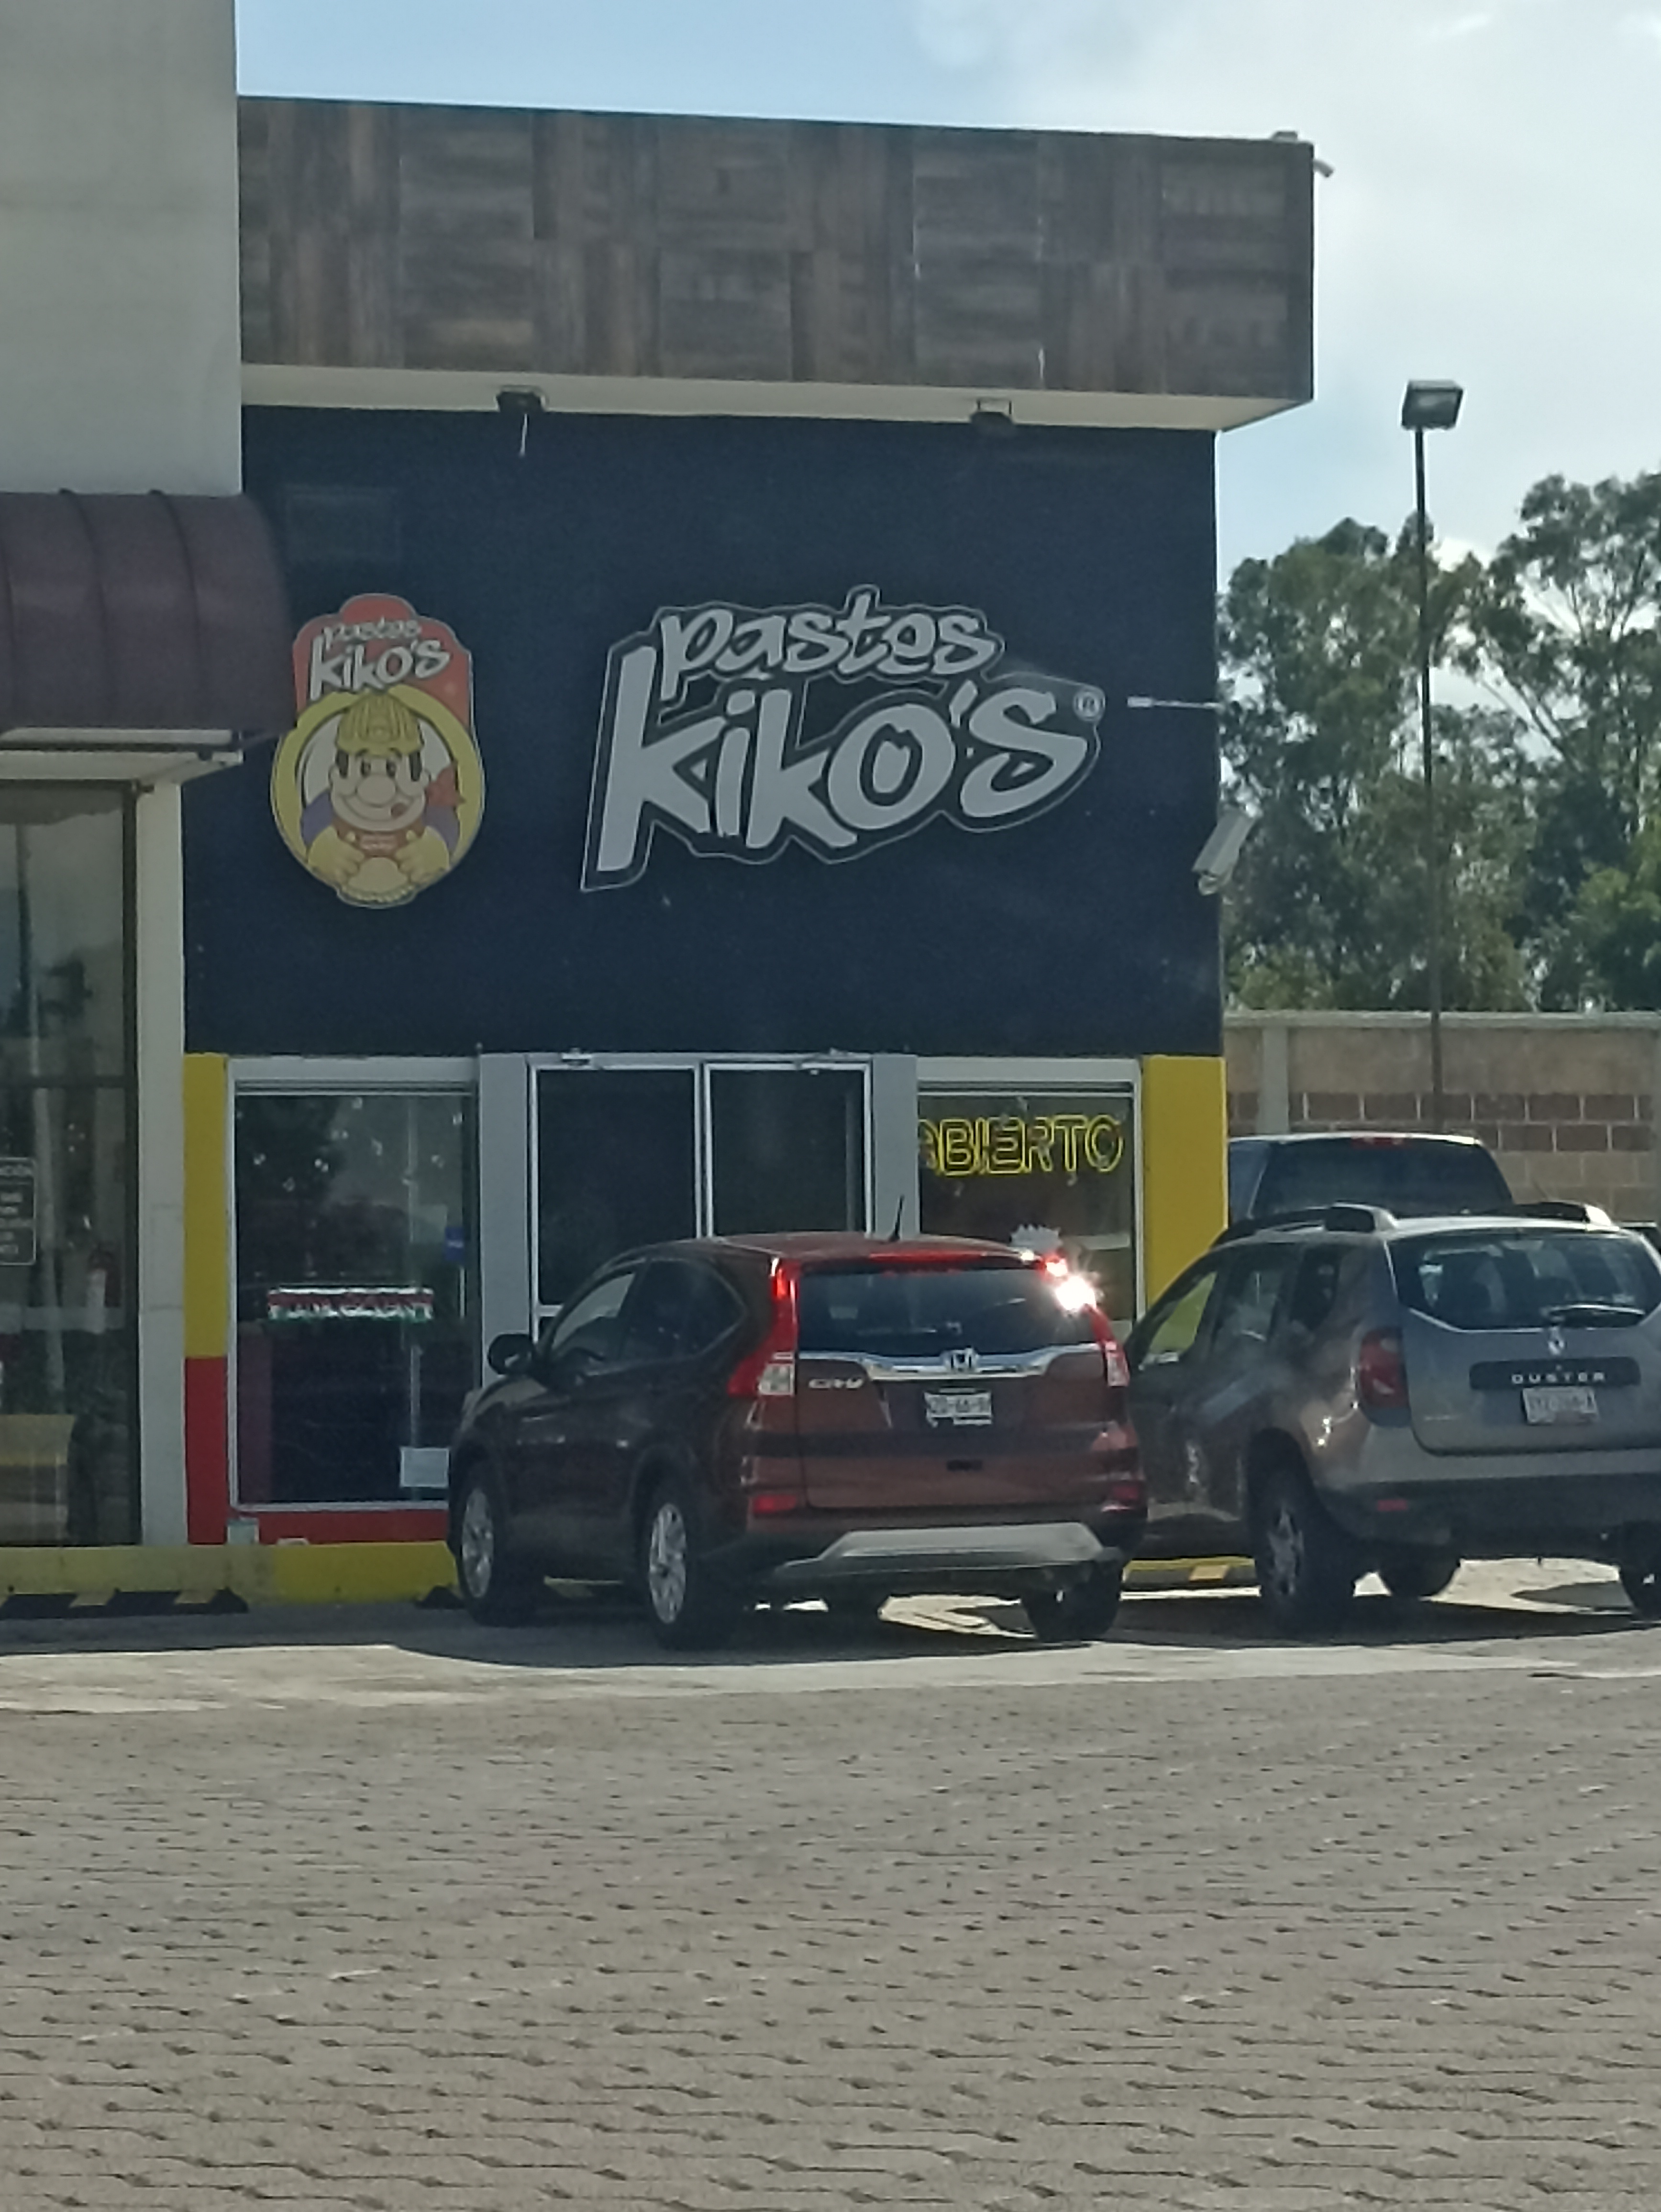 pastes
kiko's
pastes
kiko's®
ABIERTO
CR-V
DUSTER